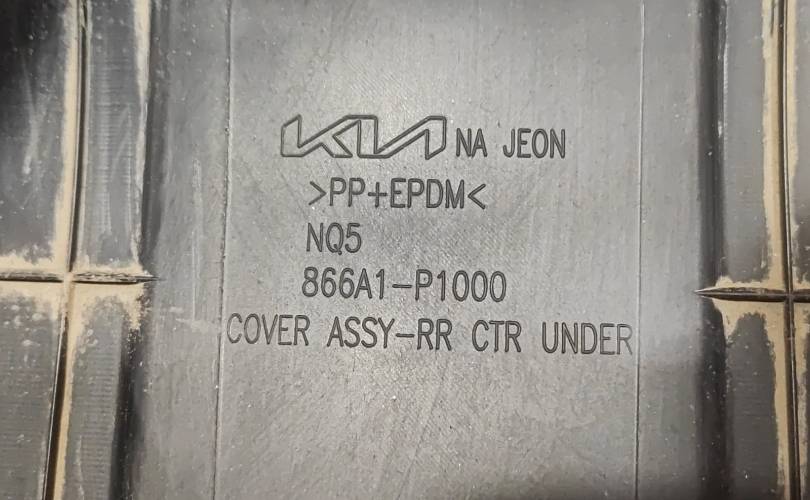 KIA NA JEON
>PP+EPDM<
NQ5
866A1-P1000
COVER ASSY-RR CTR UNDER